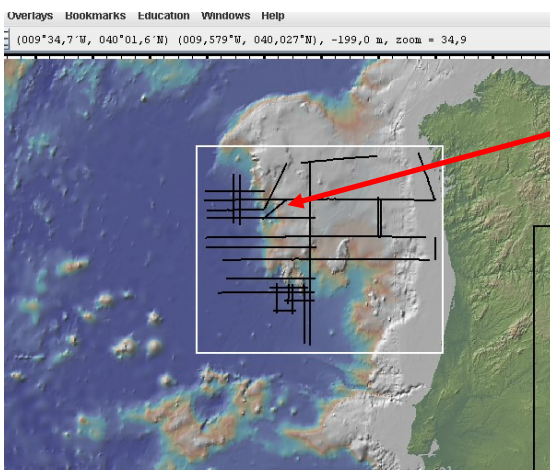 Overlays Bookmarks Education Windows Help
(009°34,7´W, 040°01,6´N) (009,579°W, 040,027°N), -199,0 m, zoom = 34,9